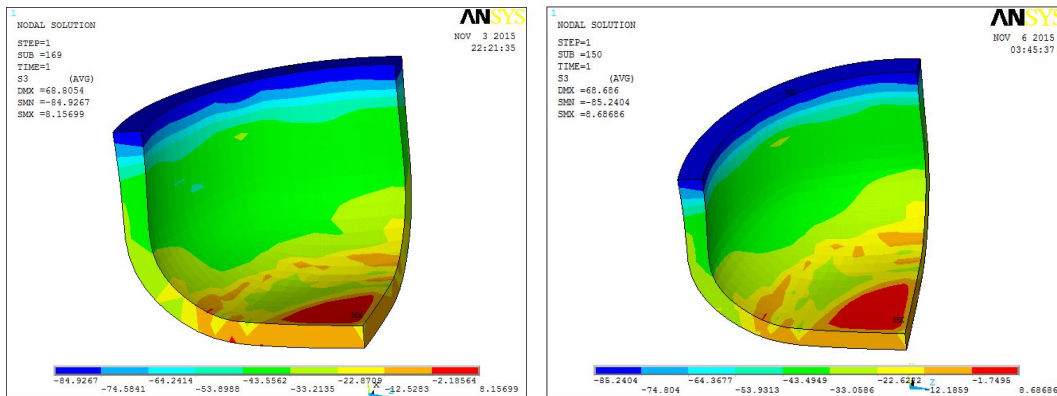 1
NODAL SOLUTION
STEP=1
SUB =169
TIME=1
S3 (AVG)
DMX =68.8054
SMN =-84.9267
SMX =8.15699
ANSYS
NOV 3 2015
22:21:35
MX
-84.9267 -64.2614 -43.5562 -22.8709 -2.18564
-74.5841 -53.8988 -33.2135 -12.5283 8.15699
1
NODAL SOLUTION
STEP=1
SUB =150
TIME=1
S3 (AVG)
DMX =68.686
SMN =-85.2404
SMX =8.68686
ANSYS
NOV 6 2015
03:45:37
MN
MX
-85.2404 -64.3677 -43.4949 -22.6222 -1.7495
-74.804 -53.9313 -33.0586 -12.1859 8.68686